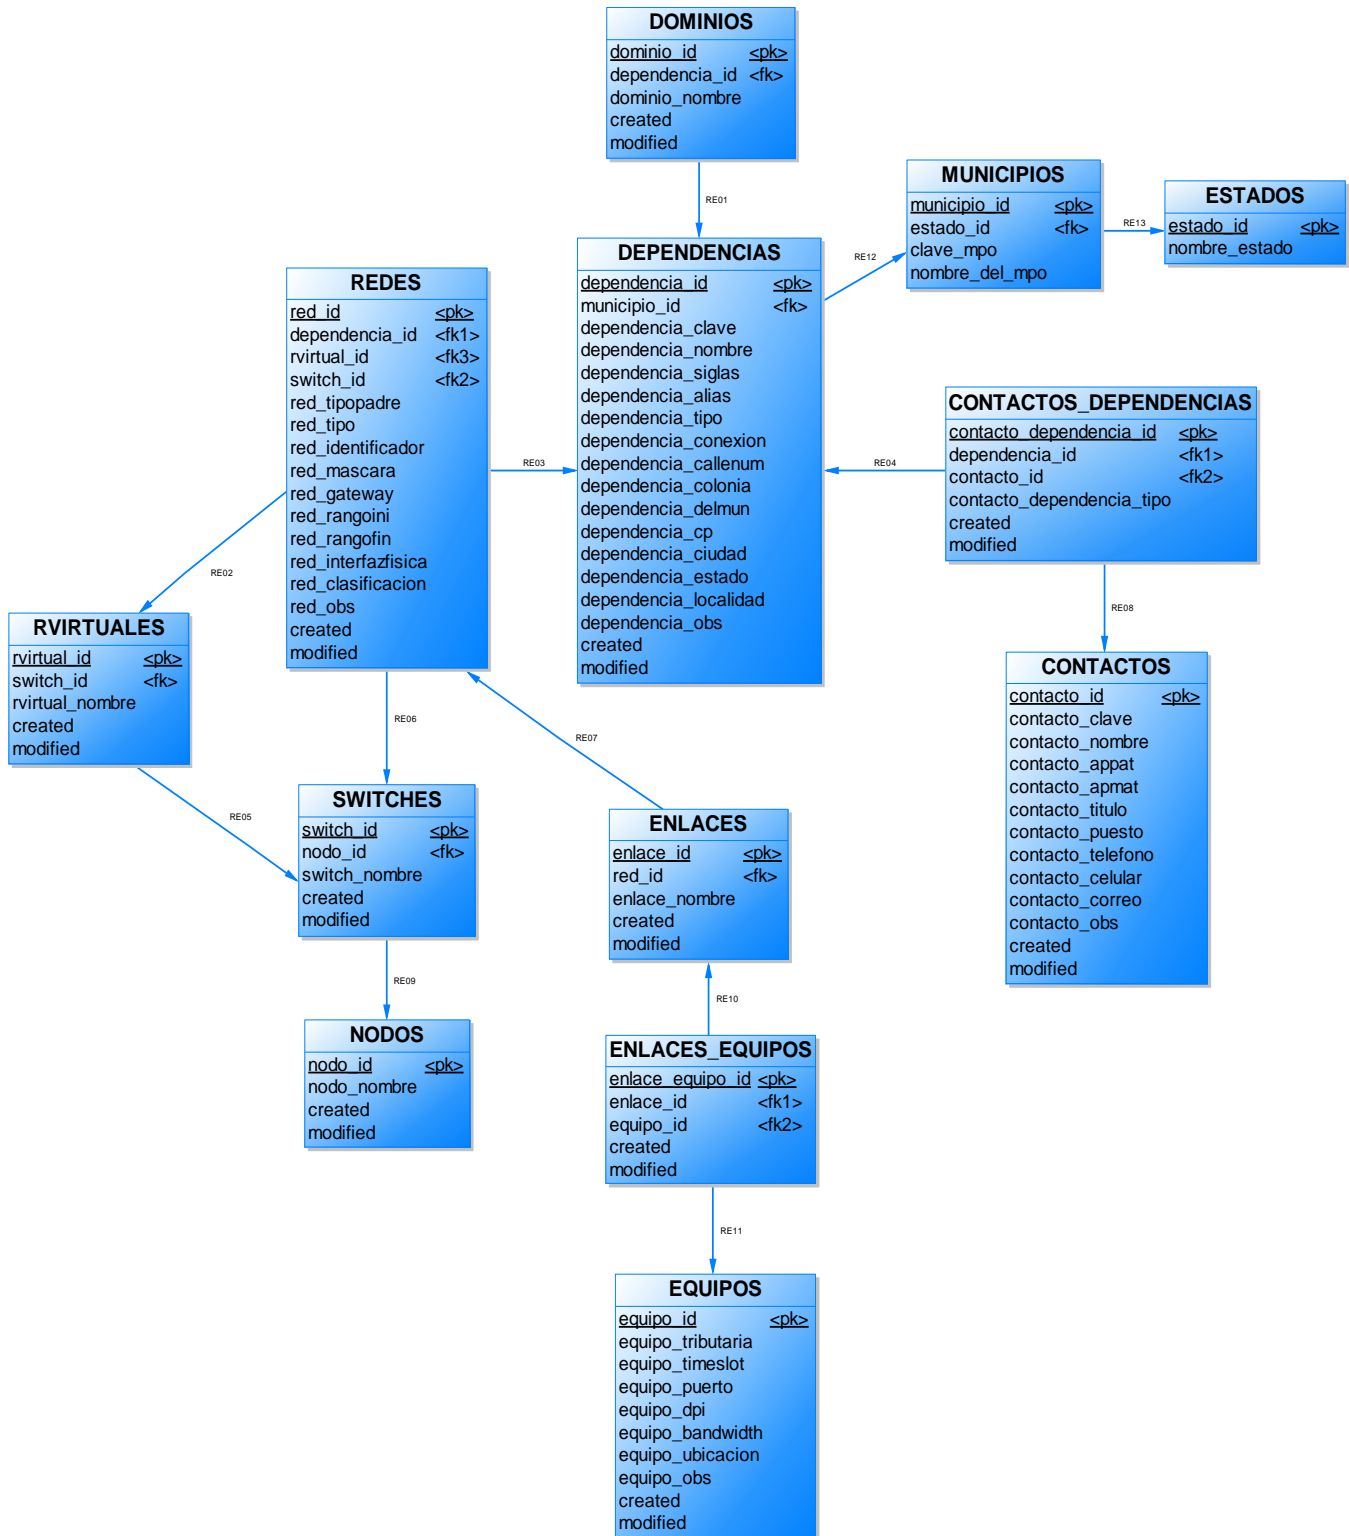 DOMINIOS
dominio_id <pk>
dependencia_id <fk>
dominio_nombre
created
modified
RE01
MUNICIPIOS
municipio_id <pk>
estado_id <fk>
clave_mpo
nombre_del_mpo
RE13
ESTADOS
estado_id <pk>
nombre_estado
RE12
DEPENDENCIAS
dependencia_id <pk>
municipio_id <fk>
dependencia_clave
dependencia_nombre
dependencia_siglas
dependencia_alias
dependencia_tipo
dependencia_conexion
dependencia_callenum
dependencia_colonia
dependencia_delmun
dependencia_cp
dependencia_ciudad
dependencia_estado
dependencia_localidad
dependencia_obs
created
modified
REDES
red_id <pk>
dependencia_id <fk1>
rvirtual_id <fk3>
switch_id <fk2>
red_tipopadre
red_tipo
red_identificador
red_mascara
red_gateway
red_rangoini
red_rangofin
red_interfazfisica
red_clasificacion
red_obs
created
modified
RE03
RE04
CONTACTOS_DEPENDENCIAS
contacto_dependencia_id <pk>
dependencia_id <fk1>
contacto_id <fk2>
contacto_dependencia_tipo
created
modified
RE02
RE08
RVIRTUALES
rvirtual_id <pk>
switch_id <fk>
rvirtual_nombre
created
modified
CONTACTOS
contacto_id <pk>
contacto_clave
contacto_nombre
contacto_appat
contacto_apmat
contacto_titulo
contacto_puesto
contacto_telefono
contacto_celular
contacto_correo
contacto_obs
created
modified
RE06
RE07
RE05
SWITCHES
switch_id <pk>
nodo_id <fk>
switch_nombre
created
modified
ENLACES
enlace_id <pk>
red_id <fk>
enlace_nombre
created
modified
RE09
RE10
NODOS
nodo_id <pk>
nodo_nombre
created
modified
ENLACES_EQUIPOS
enlace_equipo_id <pk>
enlace_id <fk1>
equipo_id <fk2>
created
modified
RE11
EQUIPOS
equipo_id <pk>
equipo_tributaria
equipo_timeslot
equipo_puerto
equipo_dpi
equipo_bandwidth
equipo_ubicacion
equipo_obs
created
modified